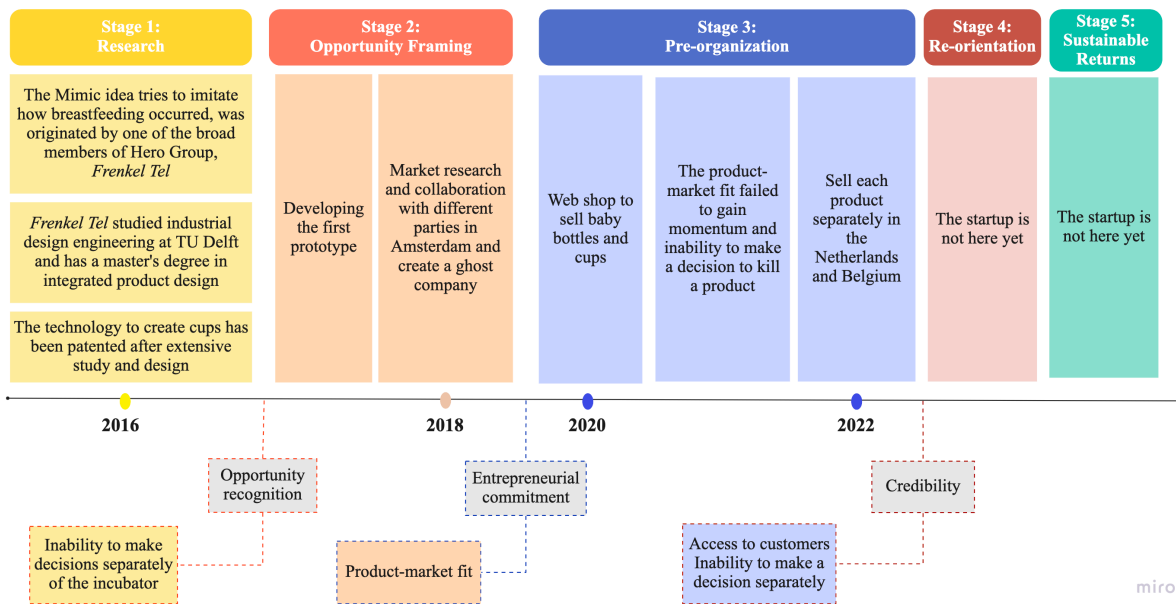 Stage 1:
Research
Stage 2:
Opportunity Framing
Stage 3:
Pre-organization
Stage 4:
Re-orientation
Stage 5:
Sustainable
Returns
The Mimic idea tries to imitate
how breastfeeding occurred, was
originated by one of the broad
members of Hero Group,
Frenkel Tel
Frenkel Tel studied industrial
design engineering at TU Delft
and has a master's degree in
integrated product design
The technology to create cups has
been patented after extensive
study and design
Developing
the first
prototype
Market research
and collaboration
with different
parties in
Amsterdam and
create a ghost
company
Web shop to
sell baby
bottles and
cups
The product-
market fit failed
to gain
momentum and
inability to make
a decision to kill
a product
Sell each
product
separately in
the
Netherlands
and Belgium
The startup is
not here yet
The startup is
not here yet
2016
2018
2020
2022
Opportunity
recognition
Entrepreneurial
commitment
Credibility
Inability to make
decisions separately
of the incubator
Product-market fit
Access to customers
Inability to make a
decision separately
miro